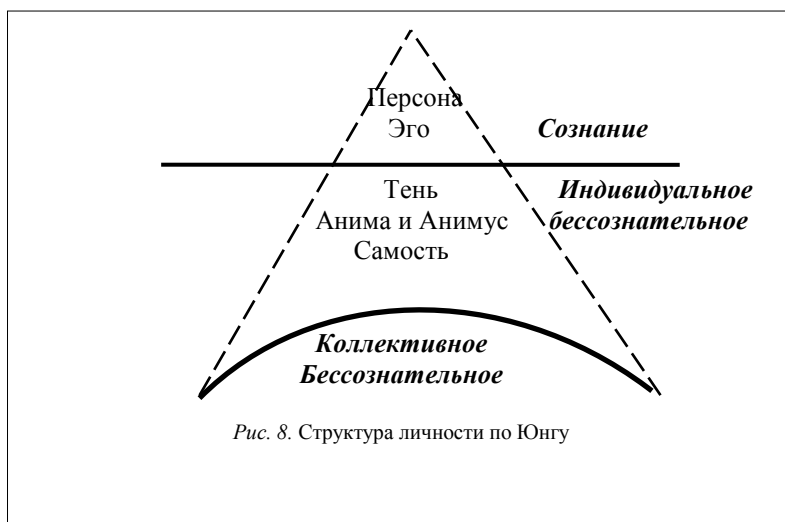 Персона
Эго
Сознание
Тень
Индивидуальное
Анима и Анимус
бессознательное
Самость
Коллективное
Бессознательное
Рис. 8. Структура личности по Юнгу